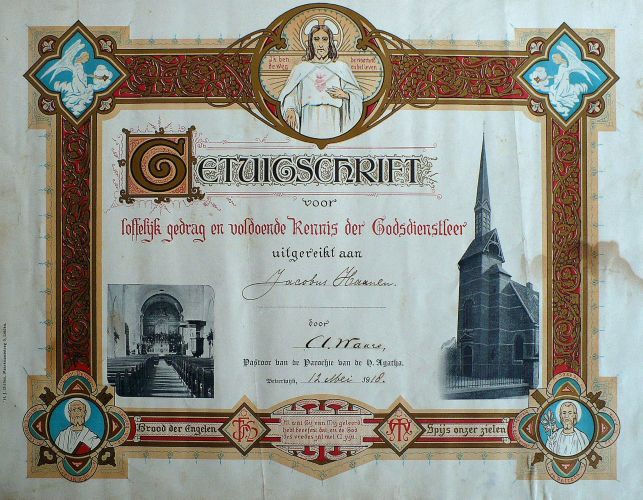 Ik ben de weg
de waarheid en het leven
GETUIGSCHRIFT
voor
loffelijk gedrag en voldoende Kennis der Godsdienstleer
uitgereikt aan
Jacobus Haanen.
door
Pastoor van de Parochie van de H. Agatha.
Beverwijk, 12 Mei 1918.
Brood der Engelen
Spijs onzer zielen